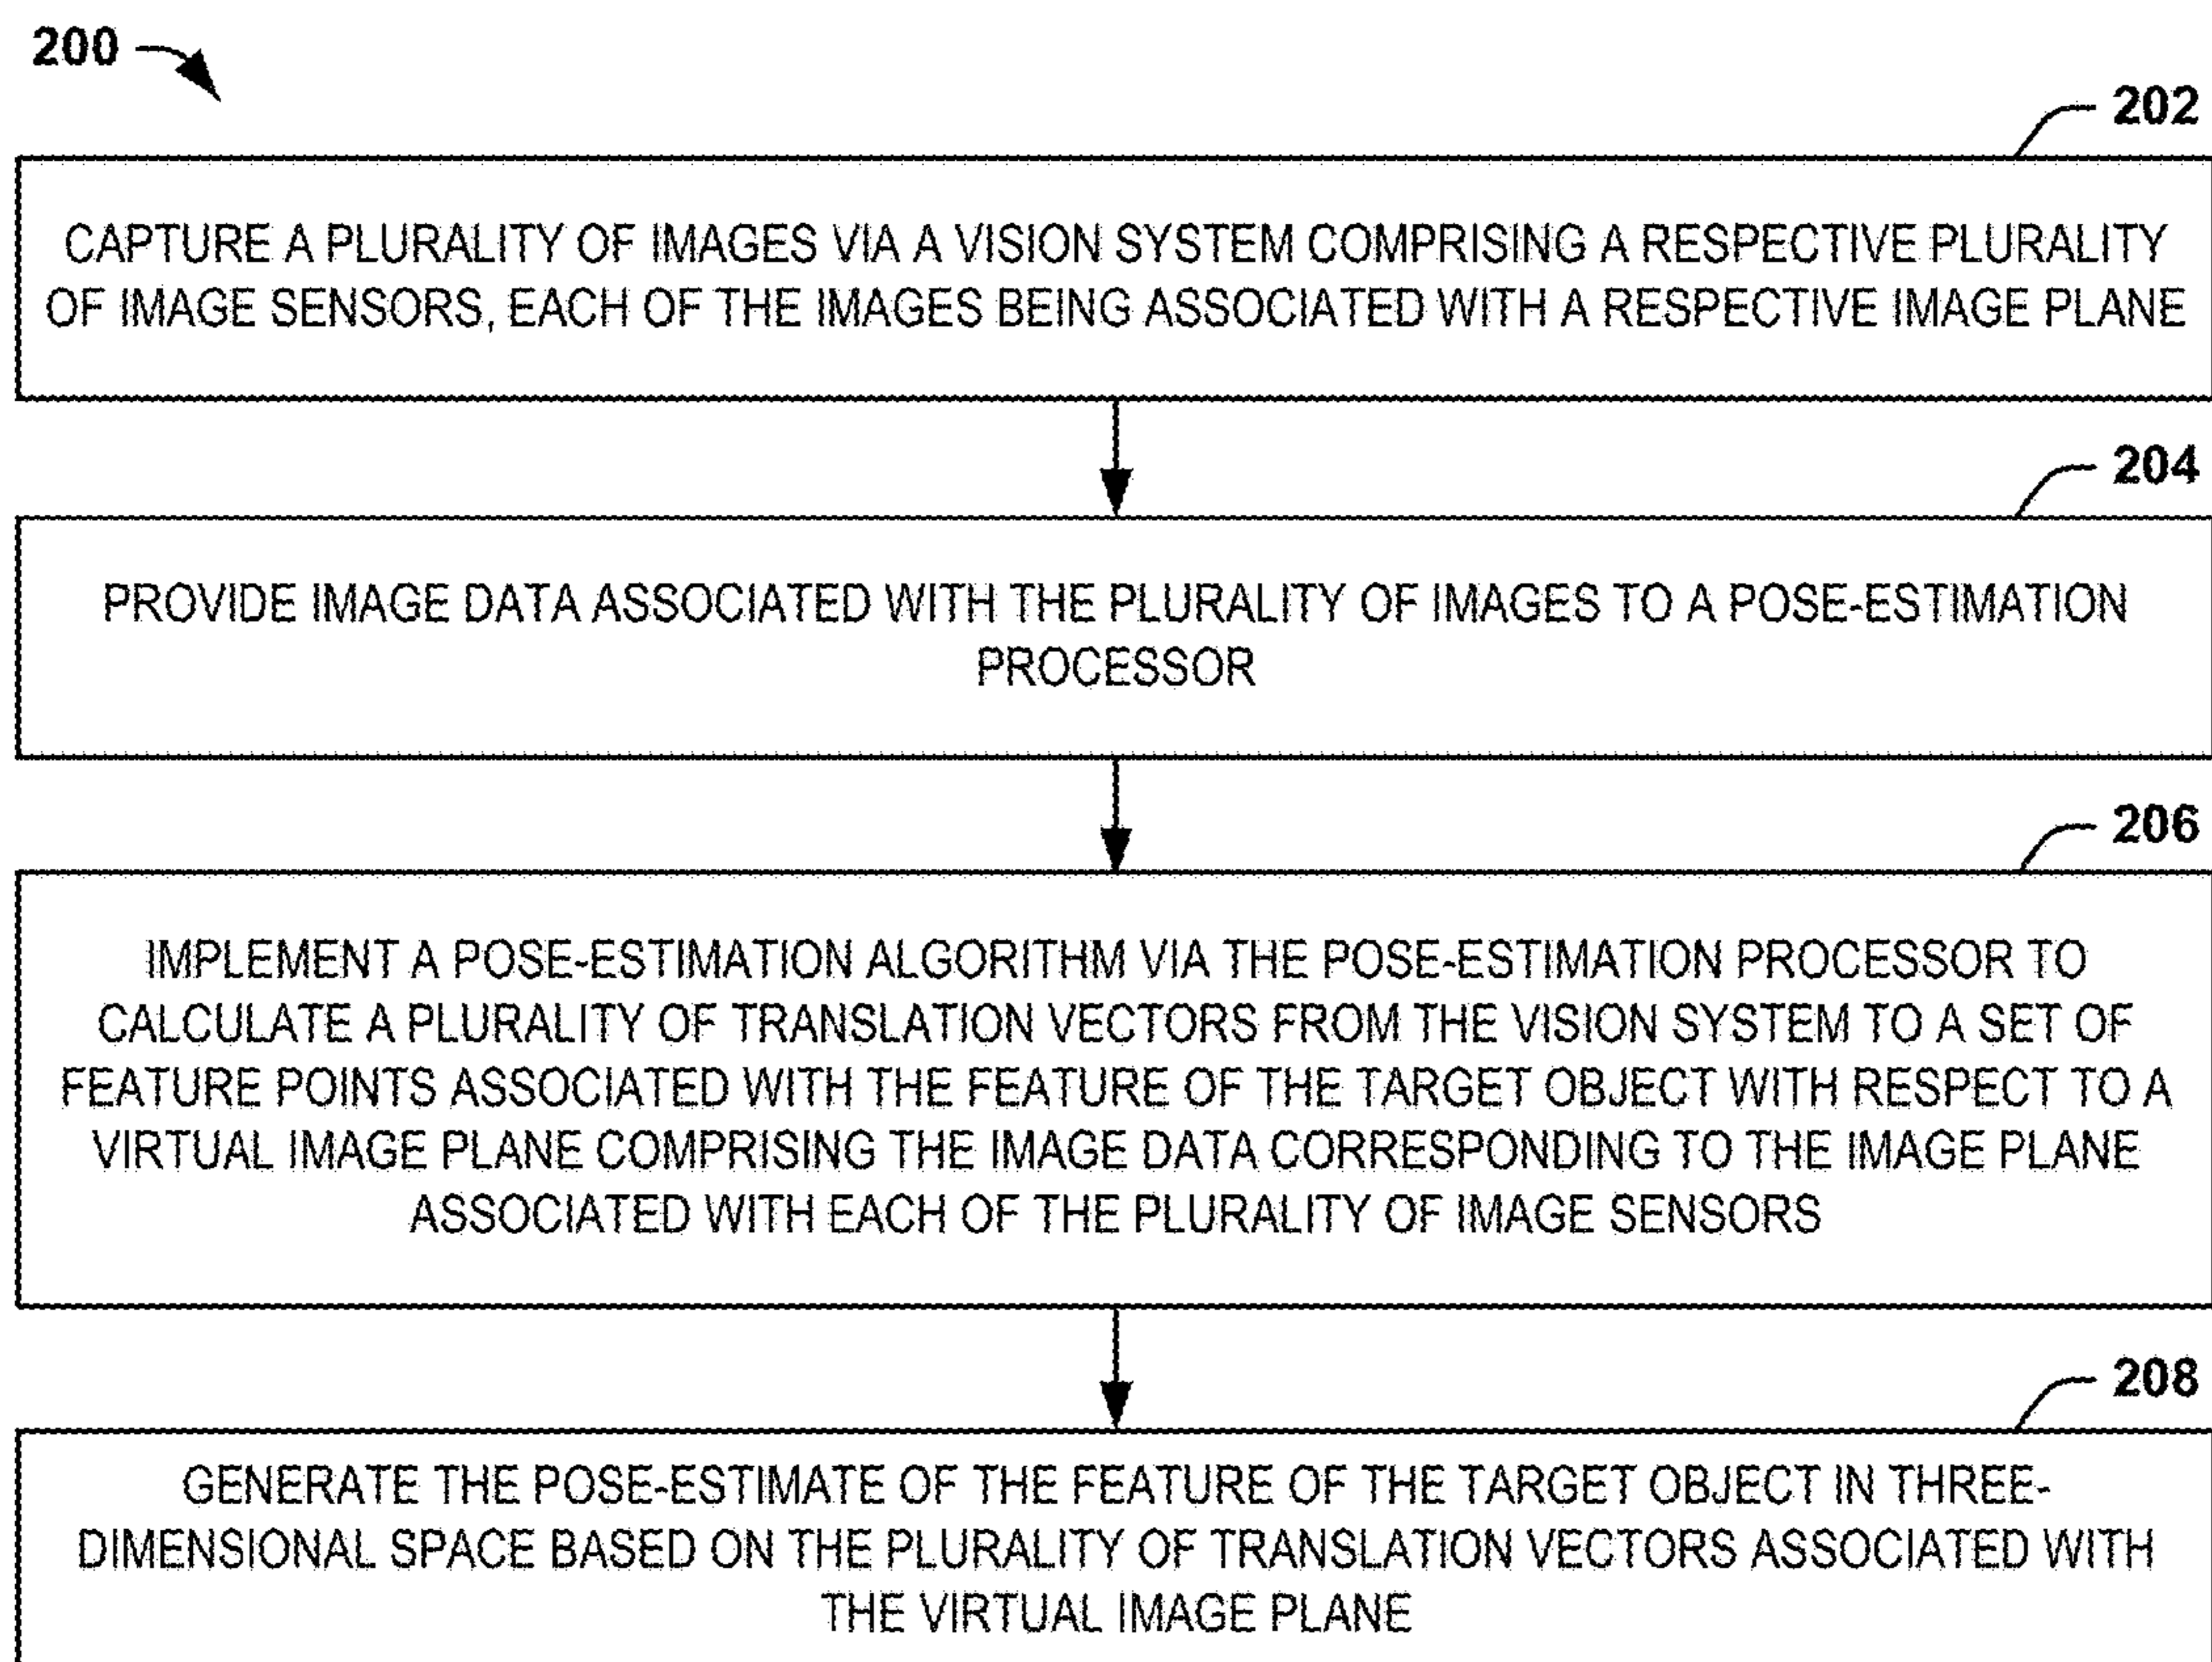 200
202
CAPTURE A PLURALITY OF IMAGES VIA A VISION SYSTEM COMPRISING A RESPECTIVE PLURALITY
OF IMAGE SENSORS, EACH OF THE IMAGES BEING ASSOCIATED WITH A RESPECTIVE IMAGE PLANE
204
PROVIDE IMAGE DATA ASSOCIATED WITH THE PLURALITY OF IMAGES TO A POSE-ESTIMATION
PROCESSOR
206
IMPLEMENT A POSE-ESTIMATION ALGORITHM VIA THE POSE-ESTIMATION PROCESSOR TO
CALCULATE A PLURALITY OF TRANSLATION VECTORS FROM THE VISION SYSTEM TO A SET OF
FEATURE POINTS ASSOCIATED WITH THE FEATURE OF THE TARGET OBJECT WITH RESPECT TO A
VIRTUAL IMAGE PLANE COMPRISING THE IMAGE DATA CORRESPONDING TO THE IMAGE PLANE
ASSOCIATED WITH EACH OF THE PLURALITY OF IMAGE SENSORS
208
GENERATE THE POSE-ESTIMATE OF THE FEATURE OF THE TARGET OBJECT IN THREE-
DIMENSIONAL SPACE BASED ON THE PLURALITY OF TRANSLATION VECTORS ASSOCIATED WITH
THE VIRTUAL IMAGE PLANE